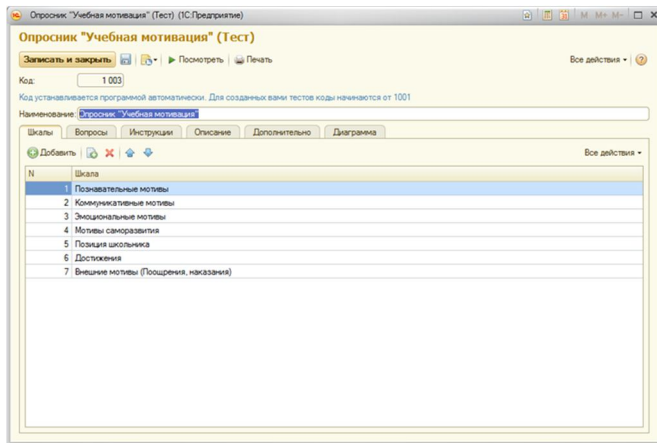 Опросник "Учебная мотивация" (Тест) (1С:Предприятие)
M M+ M-
Опросник "Учебная мотивация" (Тест)
Записать и закрыть Посмотреть Печать Все действия
Код: 1 003
Код устанавливается программой автоматически. Для созданных вами тестов коды начинаются от 1001
Наименование: Опросник "Учебная мотивация"
Шкалы Вопросы Инструкции Описание Дополнительно Диаграмма
Добавить Все действия
N Шкала
1 Познавательные мотивы
2 Коммуникативные мотивы
3 Эмоциональные мотивы
4 Мотивы саморазвития
5 Позиция школьника
6 Достижения
7 Внешние мотивы (Поощрения, наказания)